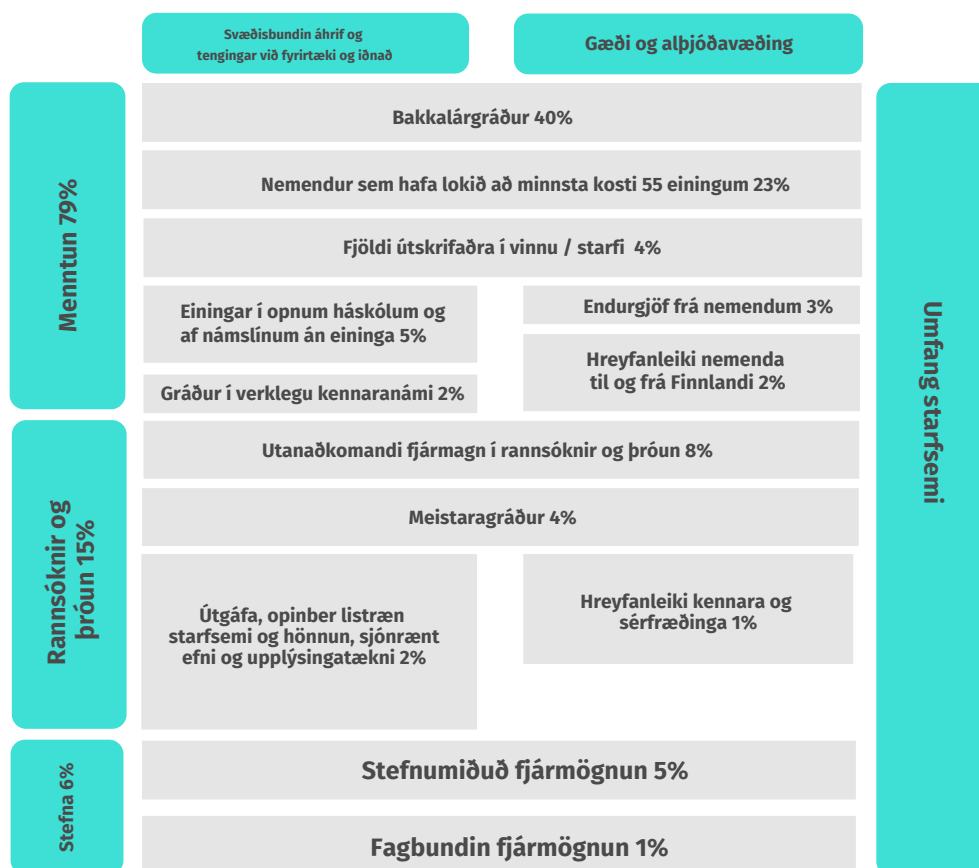 Svæðisbundin áhrif og
tengingar við fyrirtæki og iðnað
Gæði og alþjóðavæðing
Menntun 79%
Bakkalárgráður 40%
Nemendur sem hafa lokið að minnsta kosti 55 einingum 23%
Fjöldi útskrifaðra í vinnu / starfi 4%
Einingar í opnum háskólum og
af námslínum án eininga 5%
Gráður í verklegu kennaranámi 2%
Endurgjöf frá nemendum 3%
Hreyfanleiki nemenda
til og frá Finnlandi 2%
Rannsóknir og
þróun 15%
Utanaðkomandi fjármagn í rannsóknir og þróun 8%
Meistaragráður 4%
Útgáfa, opinber listræn
starfsemi og hönnun, sjónrænt
efni og upplýsingatækni 2%
Hreyfanleiki kennara og
sérfræðinga 1%
Stefna 6%
Stefnumiðuð fjármögnun 5%
Fagbundin fjármögnun 1%
Umfang starfsemi